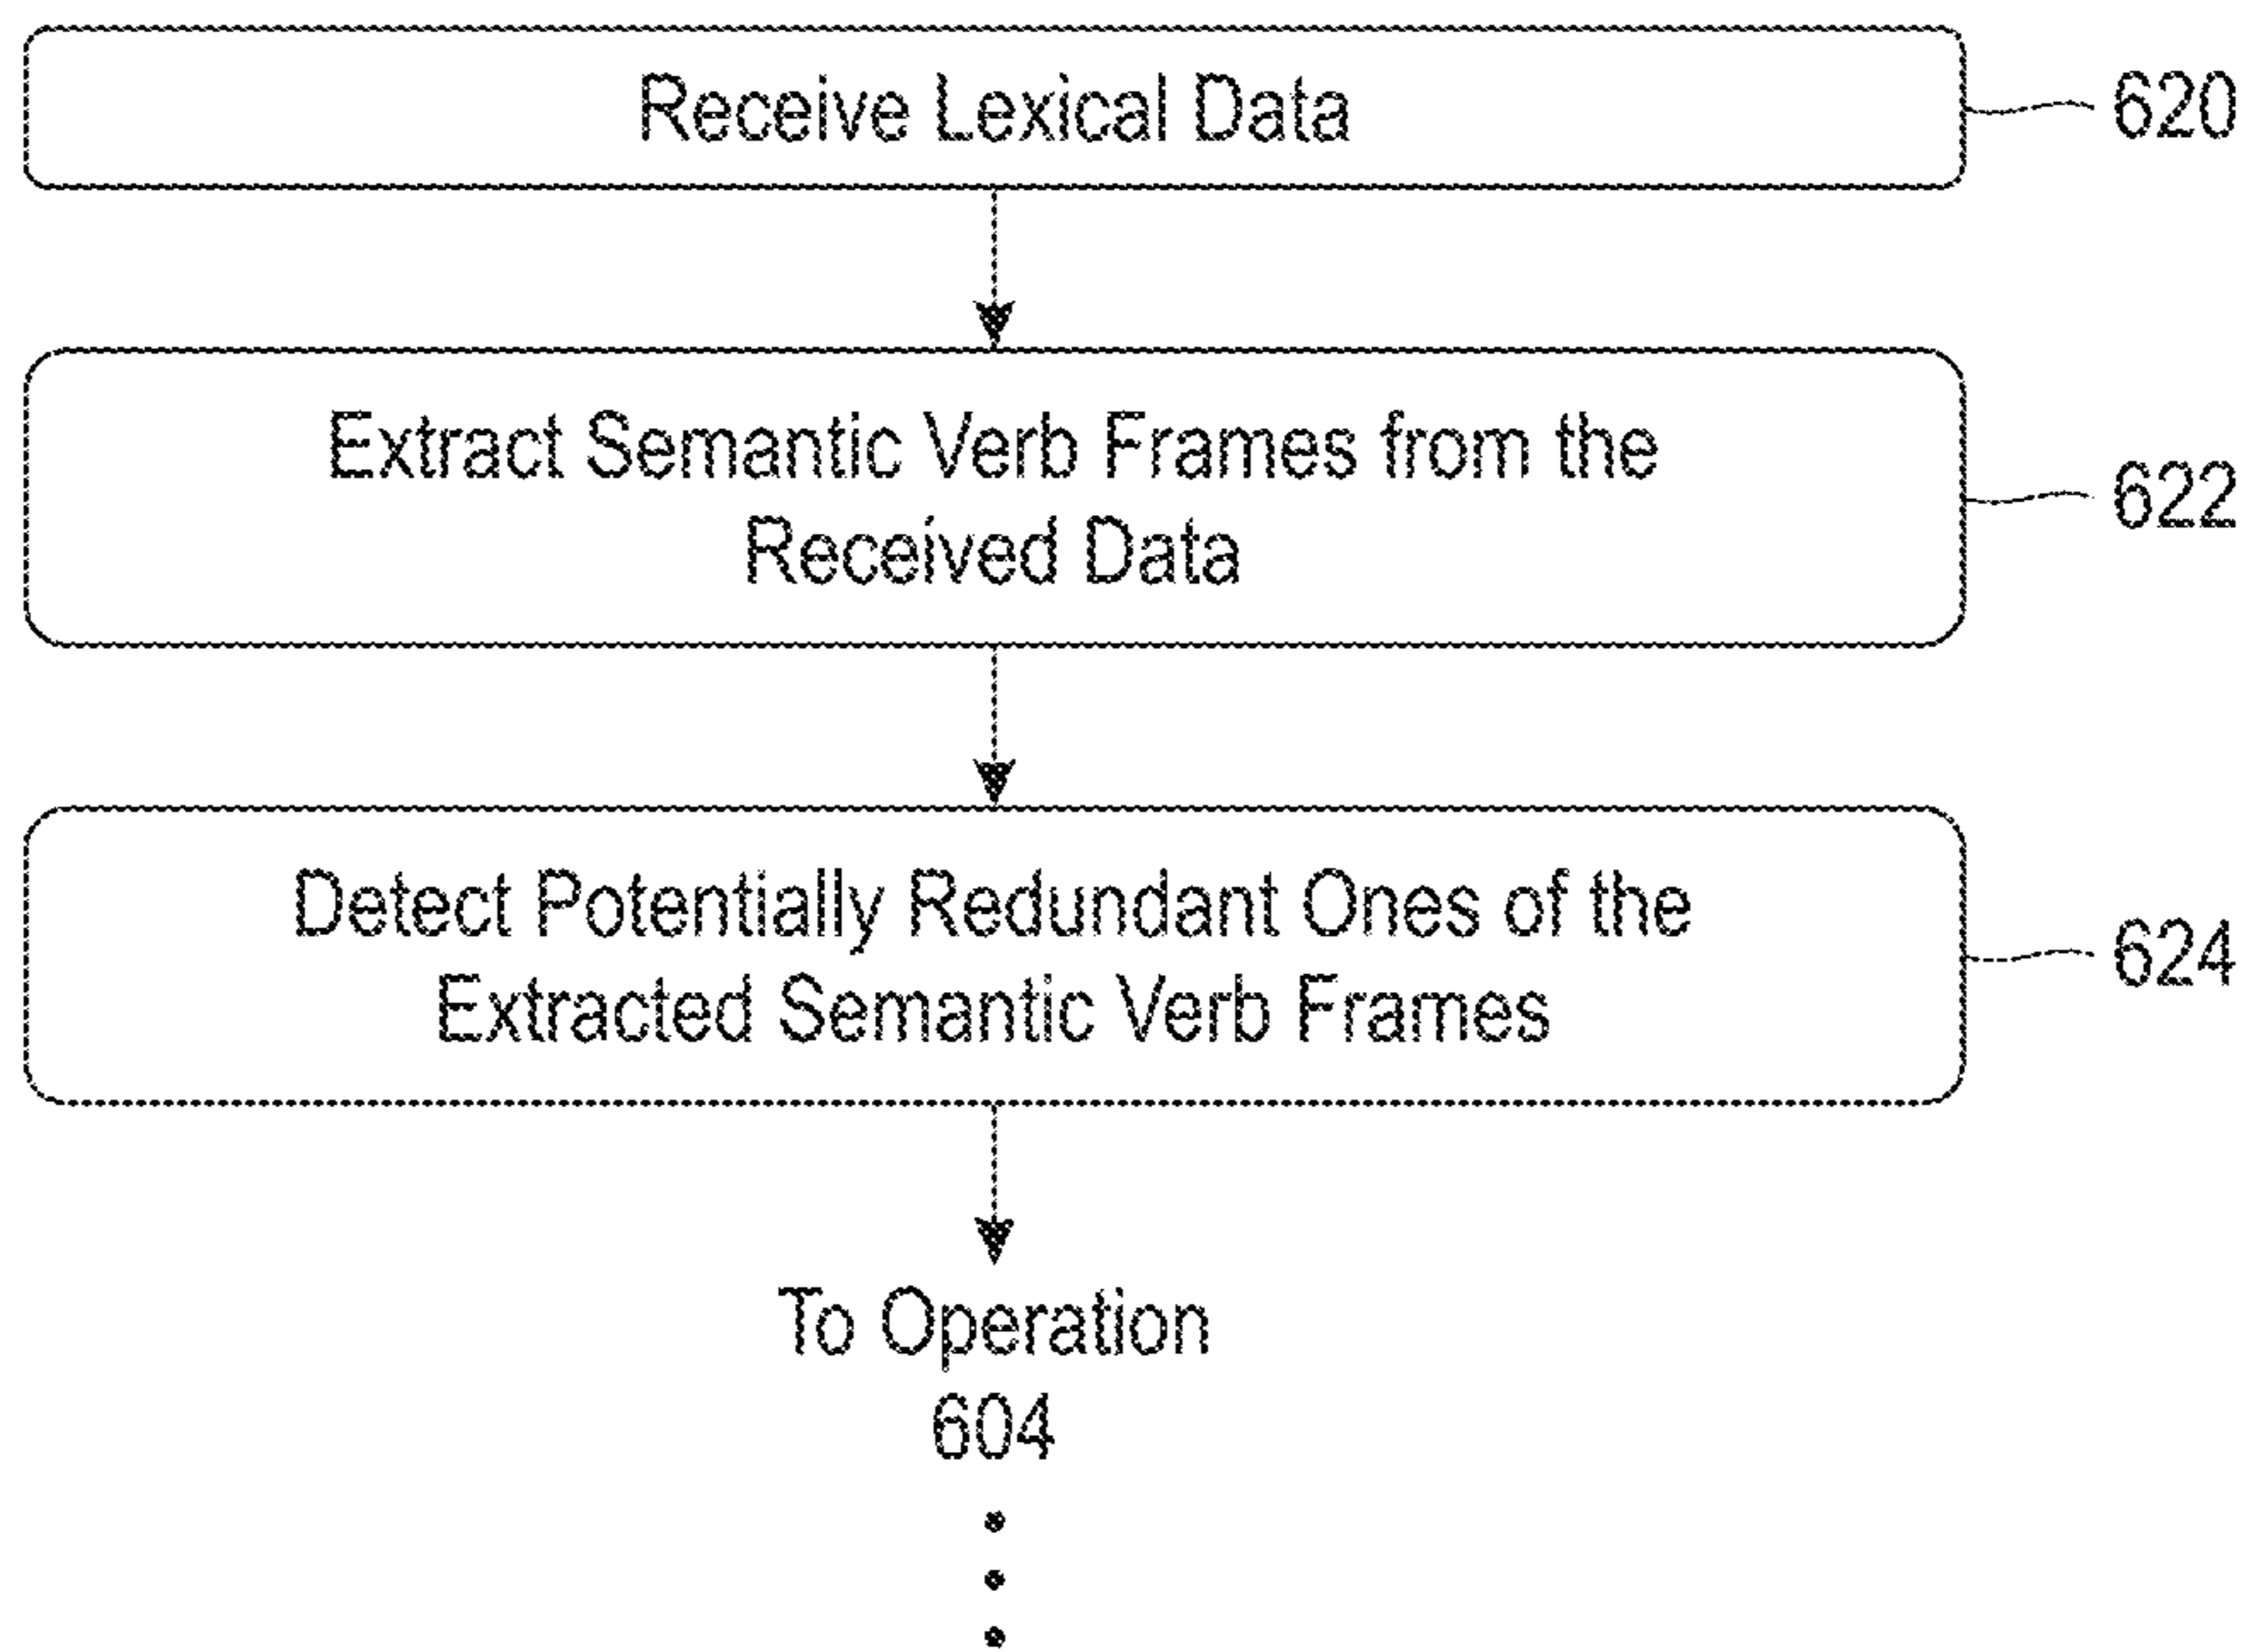 Receive Lexical Data
620
Extract Semantic Verb Frames from the
Received Data
622
Detect Potentially Redundant Ones of the
Extracted Semantic Verb Frames
624
To Operation
604